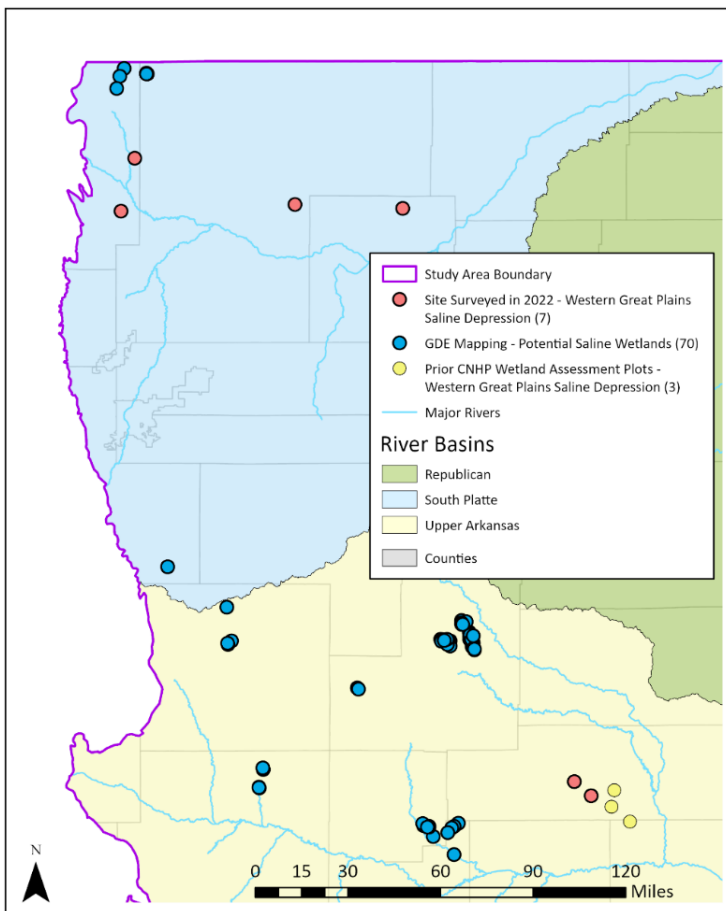 Study Area Boundary
Site Surveyed in 2022 - Western Great Plains
Saline Depression (7)
GDE Mapping - Potential Saline Wetlands (70)
Prior CNHP Wetland Assessment Plots -
Western Great Plains Saline Depression (3)
Major Rivers
River Basins
Republican
South Platte
Upper Arkansas
Counties
N
0 15 30 60 90 120
Miles